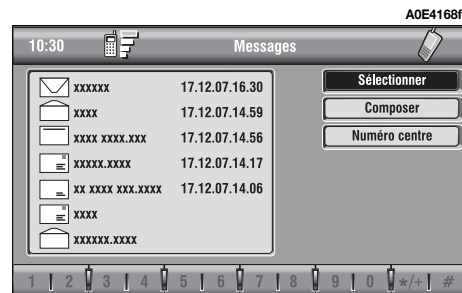 A0E4168f
10:30 Messages
xxxxxx 17.12.07.16.30 Sélectionner
xxxx 17.12.07.14.59 Composer
xxxx xxxx.xxx 17.12.07.14.56 Numéro centre
xxxxx.xxxx 17.12.07.14.17
xx xxxx xxx.xxxx 17.12.07.14.06
xxxx
xxxxxx.xxxx
1 2 3 4 5 6 7 8 9 0 */+ #